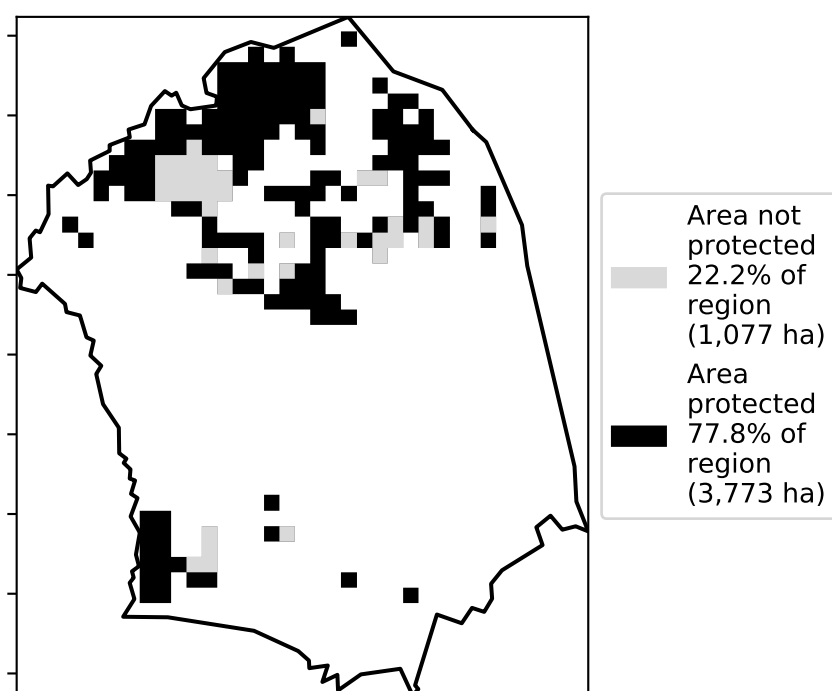 Area not
protected
22.2% of
region
(1,077 ha)
Area
protected
77.8% of
region
(3,773 ha)